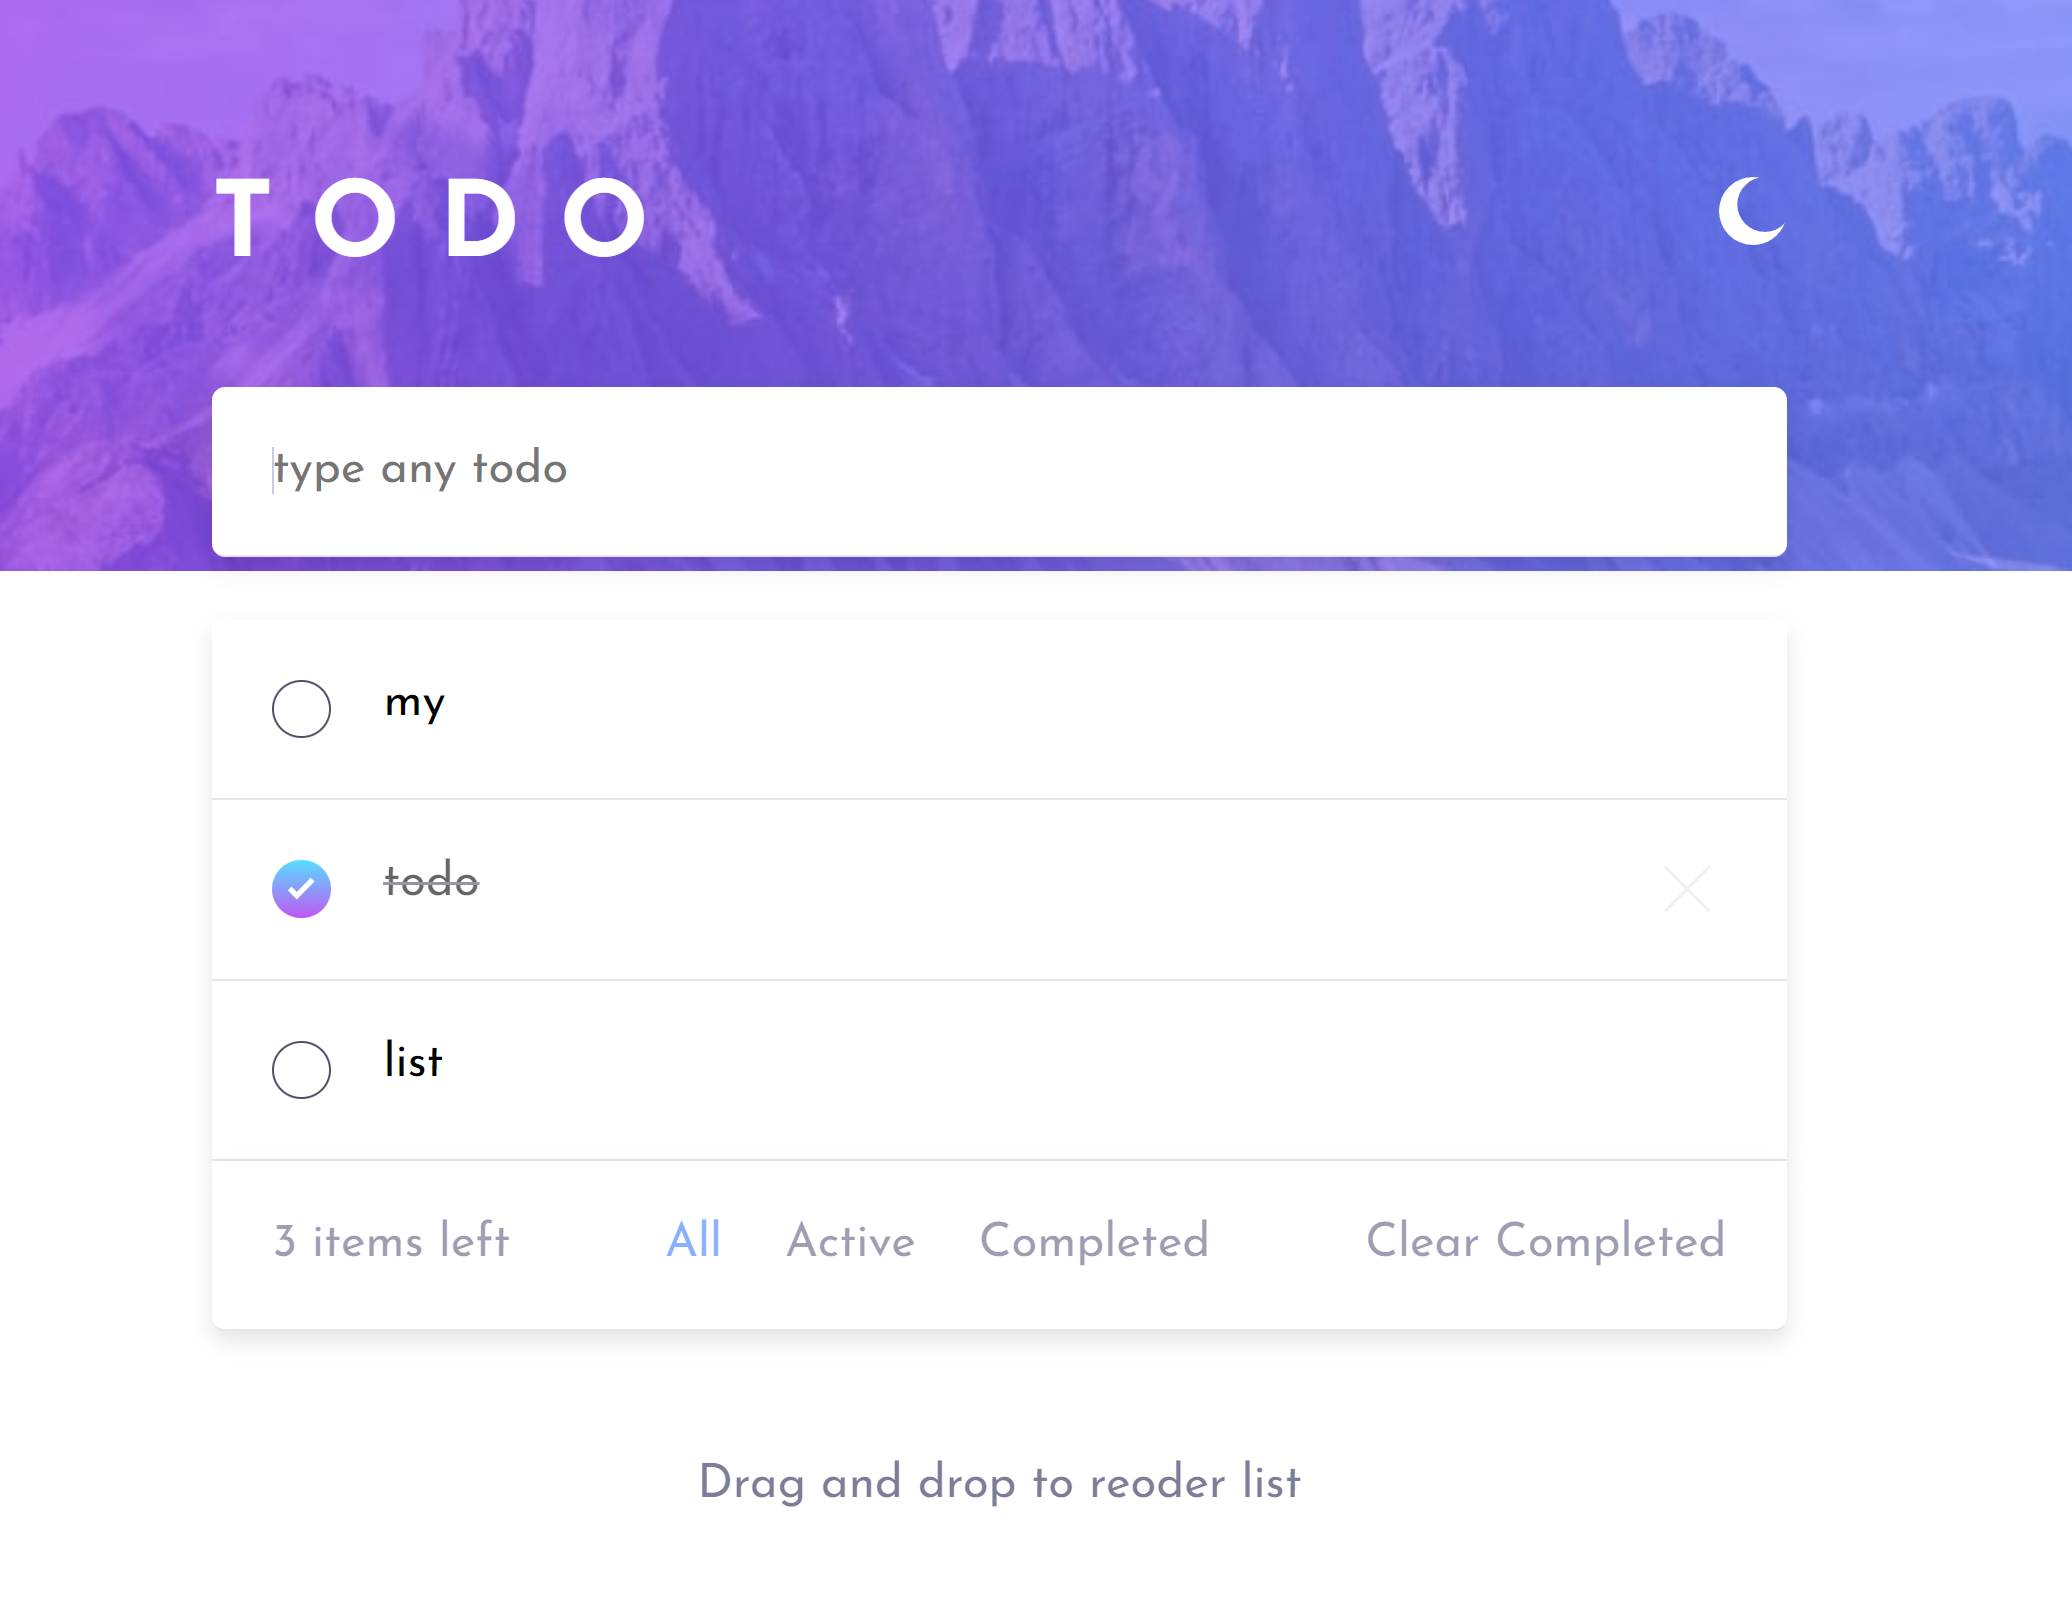 TODO
type any todo
my
todo
list
3 items left All Active Completed Clear Completed
Drag and drop to reoder list